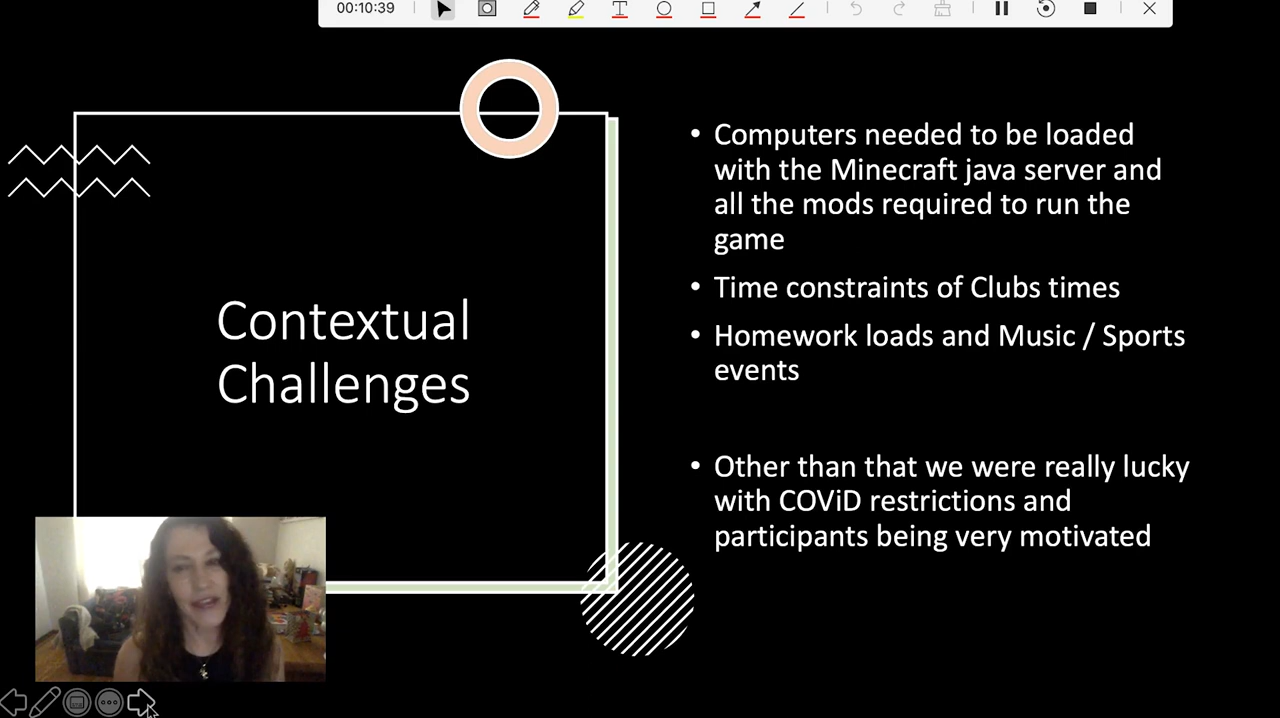 00:10:39
T
Contextual
Challenges
• Computers needed to be loaded
with the Minecraft java server and
all the mods required to run the
game
• Time constraints of Clubs times
• Homework loads and Music / Sports
events
• Other than that we were really lucky
with COViD restrictions and
participants being very motivated